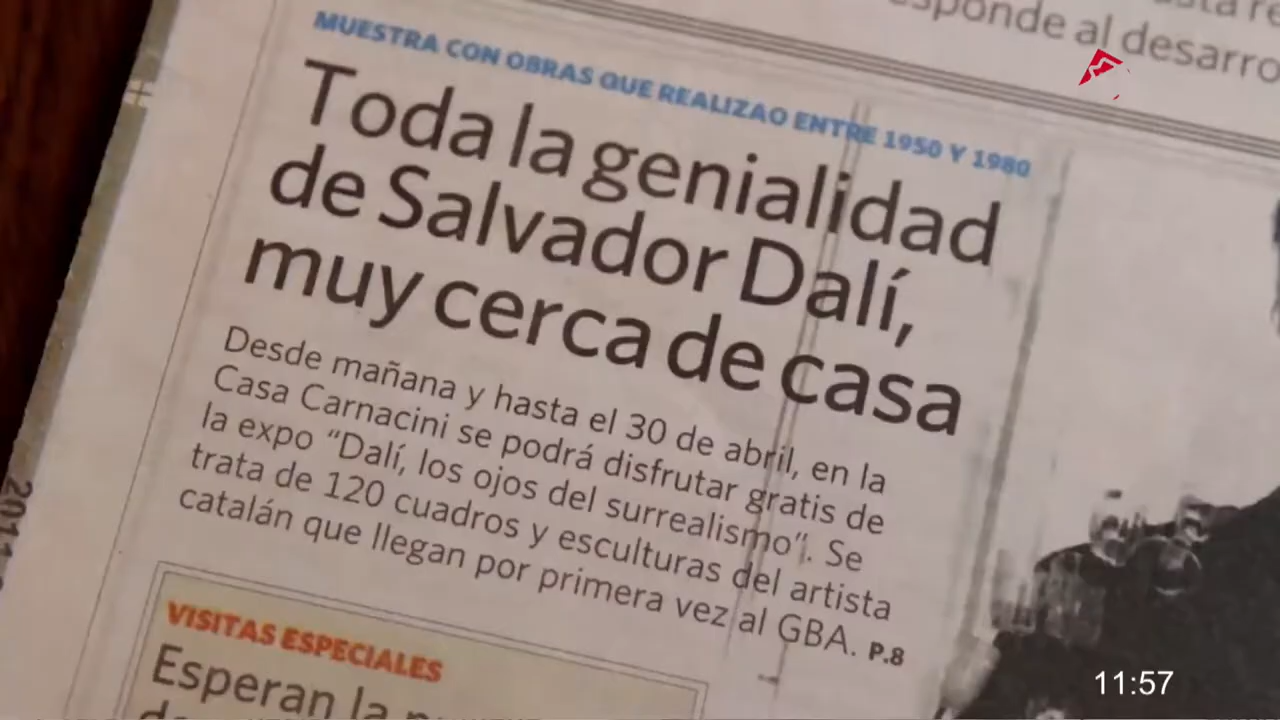 esponde al desarro
MUESTRA CON OBRAS QUE REALIZAO ENTRE 1950 Y 1980
Toda la genialidad
de Salvador Dalí,
muy cerca de casa
Desde mañana y hasta el 30 de abril, en la
Casa Carnacini se podrá disfrutar gratis de
la expo “Dalí, los ojos del surrealismo”. Se
trata de 120 cuadros y esculturas del artista
catalán que llegan por primera vez al GBA. P.8
VISITAS ESPECIALES
Esperan la
11:57